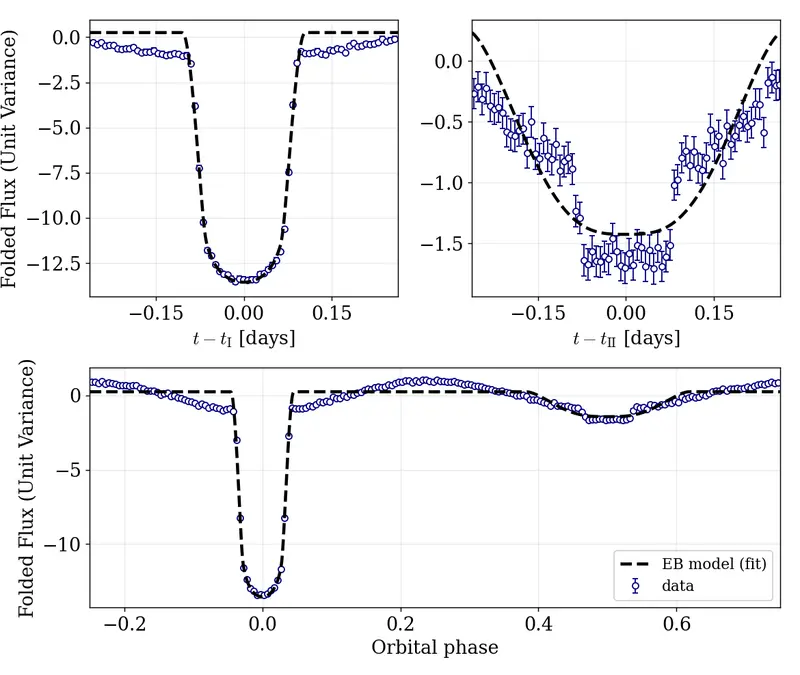 Folded Flux (Unit Variance)
0.0
−2.5
−5.0
−7.5
−10.0
−12.5
−0.15 0.00 0.15
t − tI [days]
0.0
−0.5
−1.0
−1.5
−0.15 0.00 0.15
t − tII [days]
Folded Flux (Unit Variance)
0
−5
−10
EB model (fit)
data
−0.2 0.0 0.2 0.4 0.6
Orbital phase